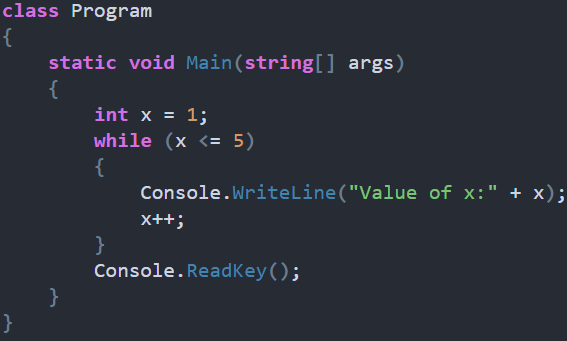 class Program
{
    static void Main(string[] args)
    {
        int x = 1;
        while (x <= 5)
        {
            Console.WriteLine("Value of x:" + x);
            x++;
        }
        Console.ReadKey();
    }
}